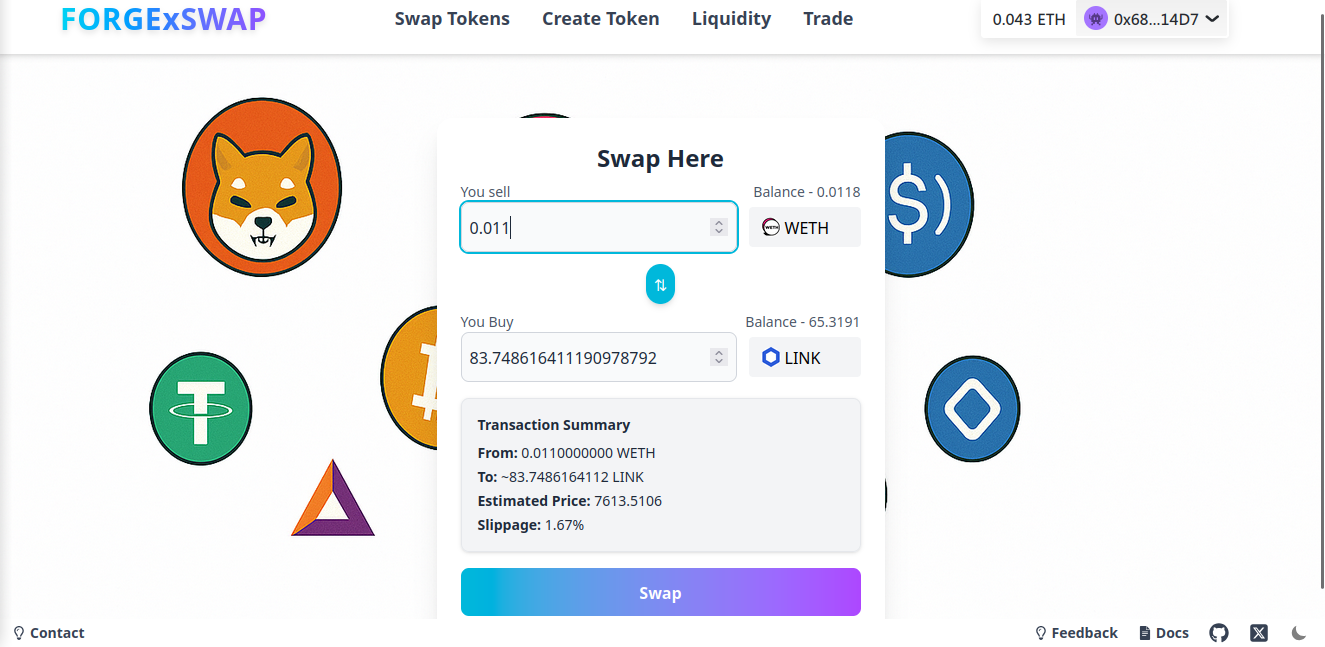 FORGExSWAP
Swap Tokens Create Token Liquidity Trade
0.043 ETH 0x68...14D7
Swap Here
You sell Balance - 0.0118
0.011 WETH WETH
You Buy Balance - 65.3191
83.748616411190978792 LINK
Transaction Summary
From: 0.0110000000 WETH
To: ~83.7486164112 LINK
Estimated Price: 7613.5106
Slippage: 1.67%
Swap
Contact Feedback Docs